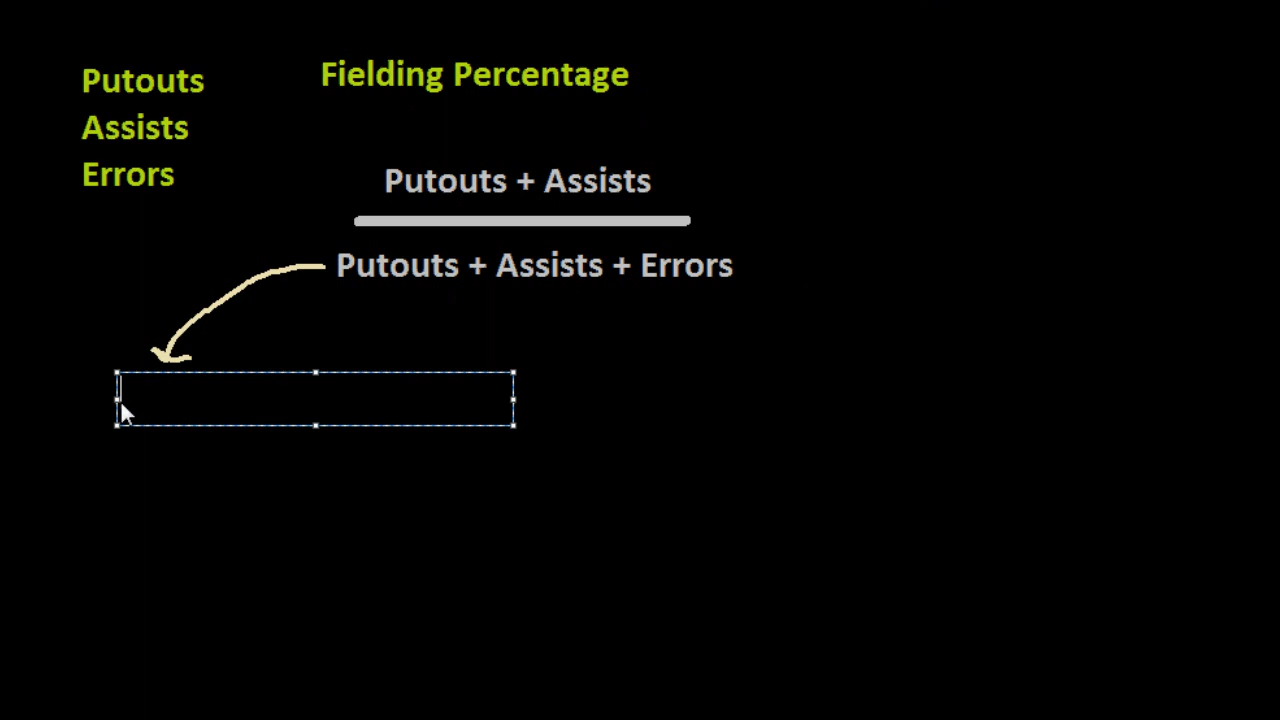 Putouts
Assists
Errors
Fielding Percentage
Putouts + Assists
Putouts + Assists + Errors